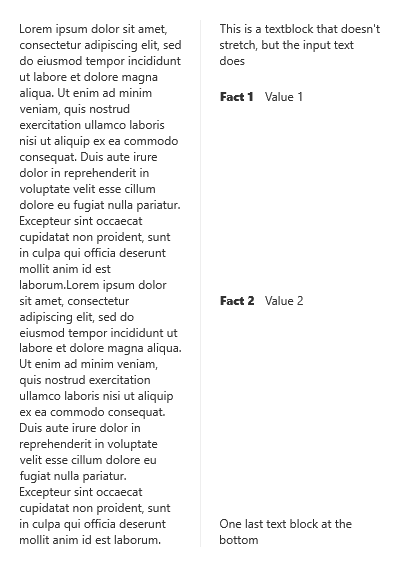 Lorem ipsum dolor sit amet,
consectetur adipiscing elit, sed
do eiusmod tempor incididunt
ut labore et dolore magna
aliqua. Ut enim ad minim
veniam, quis nostrud
exercitation ullamco laboris
nisi ut aliquip ex ea commodo
consequat. Duis aute irure
dolor in reprehenderit in
voluptate velit esse cillum
dolore eu fugiat nulla pariatur.
Excepteur sint occaecat
cupidatat non proident, sunt
in culpa qui officia deserunt
mollit anim id est
laborum.Lorem ipsum dolor
sit amet, consectetur
adipiscing elit, sed do
eiusmod tempor incididunt ut
labore et dolore magna aliqua.
Ut enim ad minim veniam,
quis nostrud exercitation
ullamco laboris nisi ut aliquip
ex ea commodo consequat.
Duis aute irure dolor in
reprehenderit in voluptate
velit esse cillum dolore eu
fugiat nulla pariatur.
Excepteur sint occaecat
cupidatat non proident, sunt
in culpa qui officia deserunt
mollit anim id est laborum.
This is a textblock that doesn't
stretch, but the input text
does
Fact 1 Value 1
Fact 2 Value 2
One last text block at the
bottom